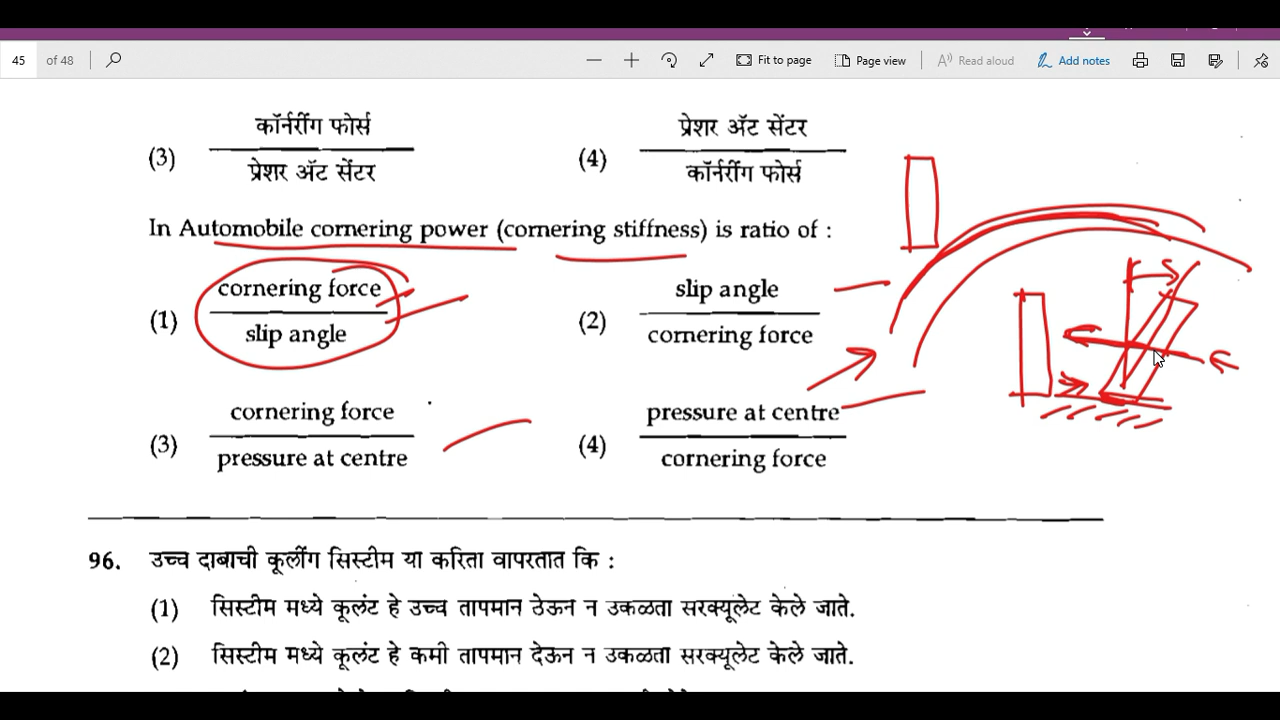 45 of 48 Fit to page Page view Read aloud Add notes
(3) कॉर्नरींग फोर्स / प्रेशर अ‍ॅट सेंटर (4) प्रेशर अ‍ॅट सेंटर / कॉर्नरींग फोर्स
In Automobile cornering power (cornering stiffness) is ratio of :
(1) cornering force / slip angle (2) slip angle / cornering force
(3) cornering force / pressure at centre (4) pressure at centre / cornering force
96. उच्च दाबाची कूलींग सिस्टीम या करिता वापरतात कि :
(1) सिस्टीम मध्ये कूलंट हे उच्च तापमान ठेऊन न उकळता सरक्यूलेट केले जाते.
(2) सिस्टीम मध्ये कूलंट हे कमी तापमान देऊन न उकळता सरक्यूलेट केले जाते.